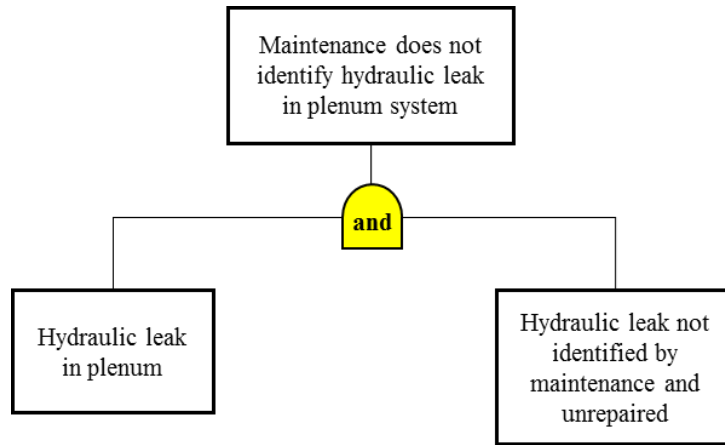 Maintenance does not
identify hydraulic leak
in plenum system
and
Hydraulic leak
in plenum
Hydraulic leak not
identified by
maintenance and
unrepaired